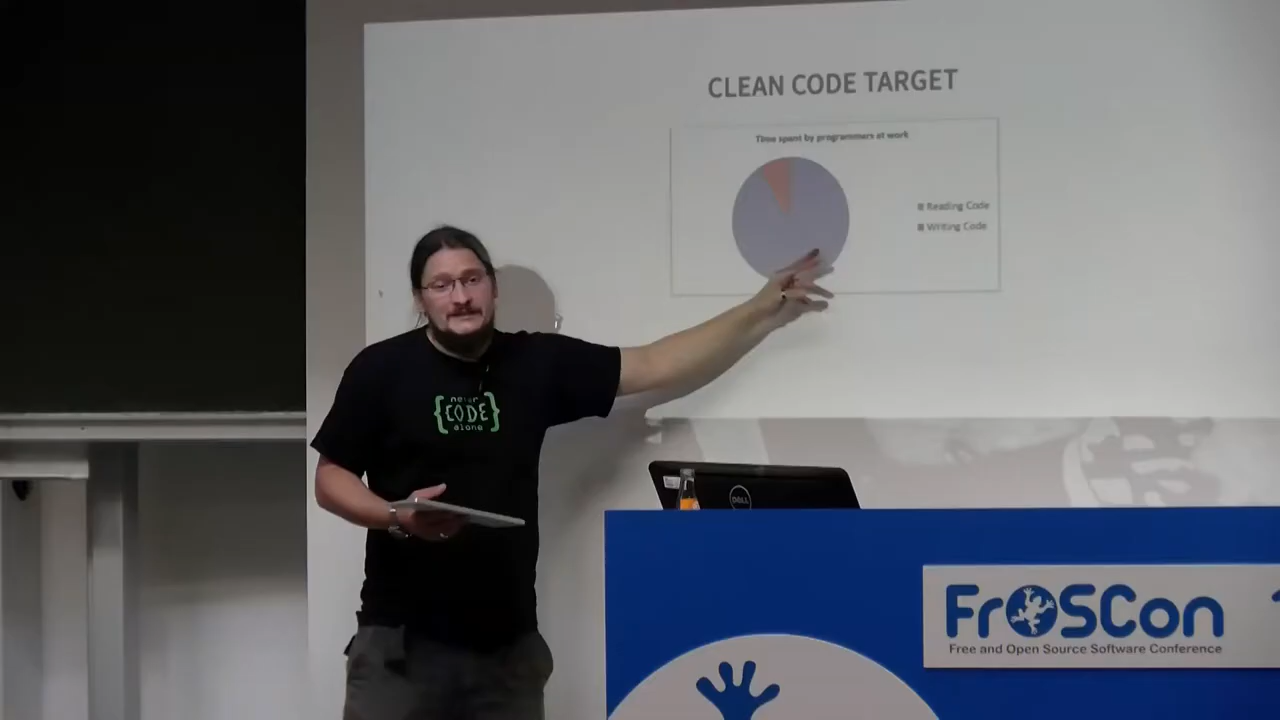 CLEAN CODE TARGET
Time spent by programmers at work
Reading Code
Writing Code
never
{CODE}
alone
DELL
FrOSCon
Free and Open Source Software Conference